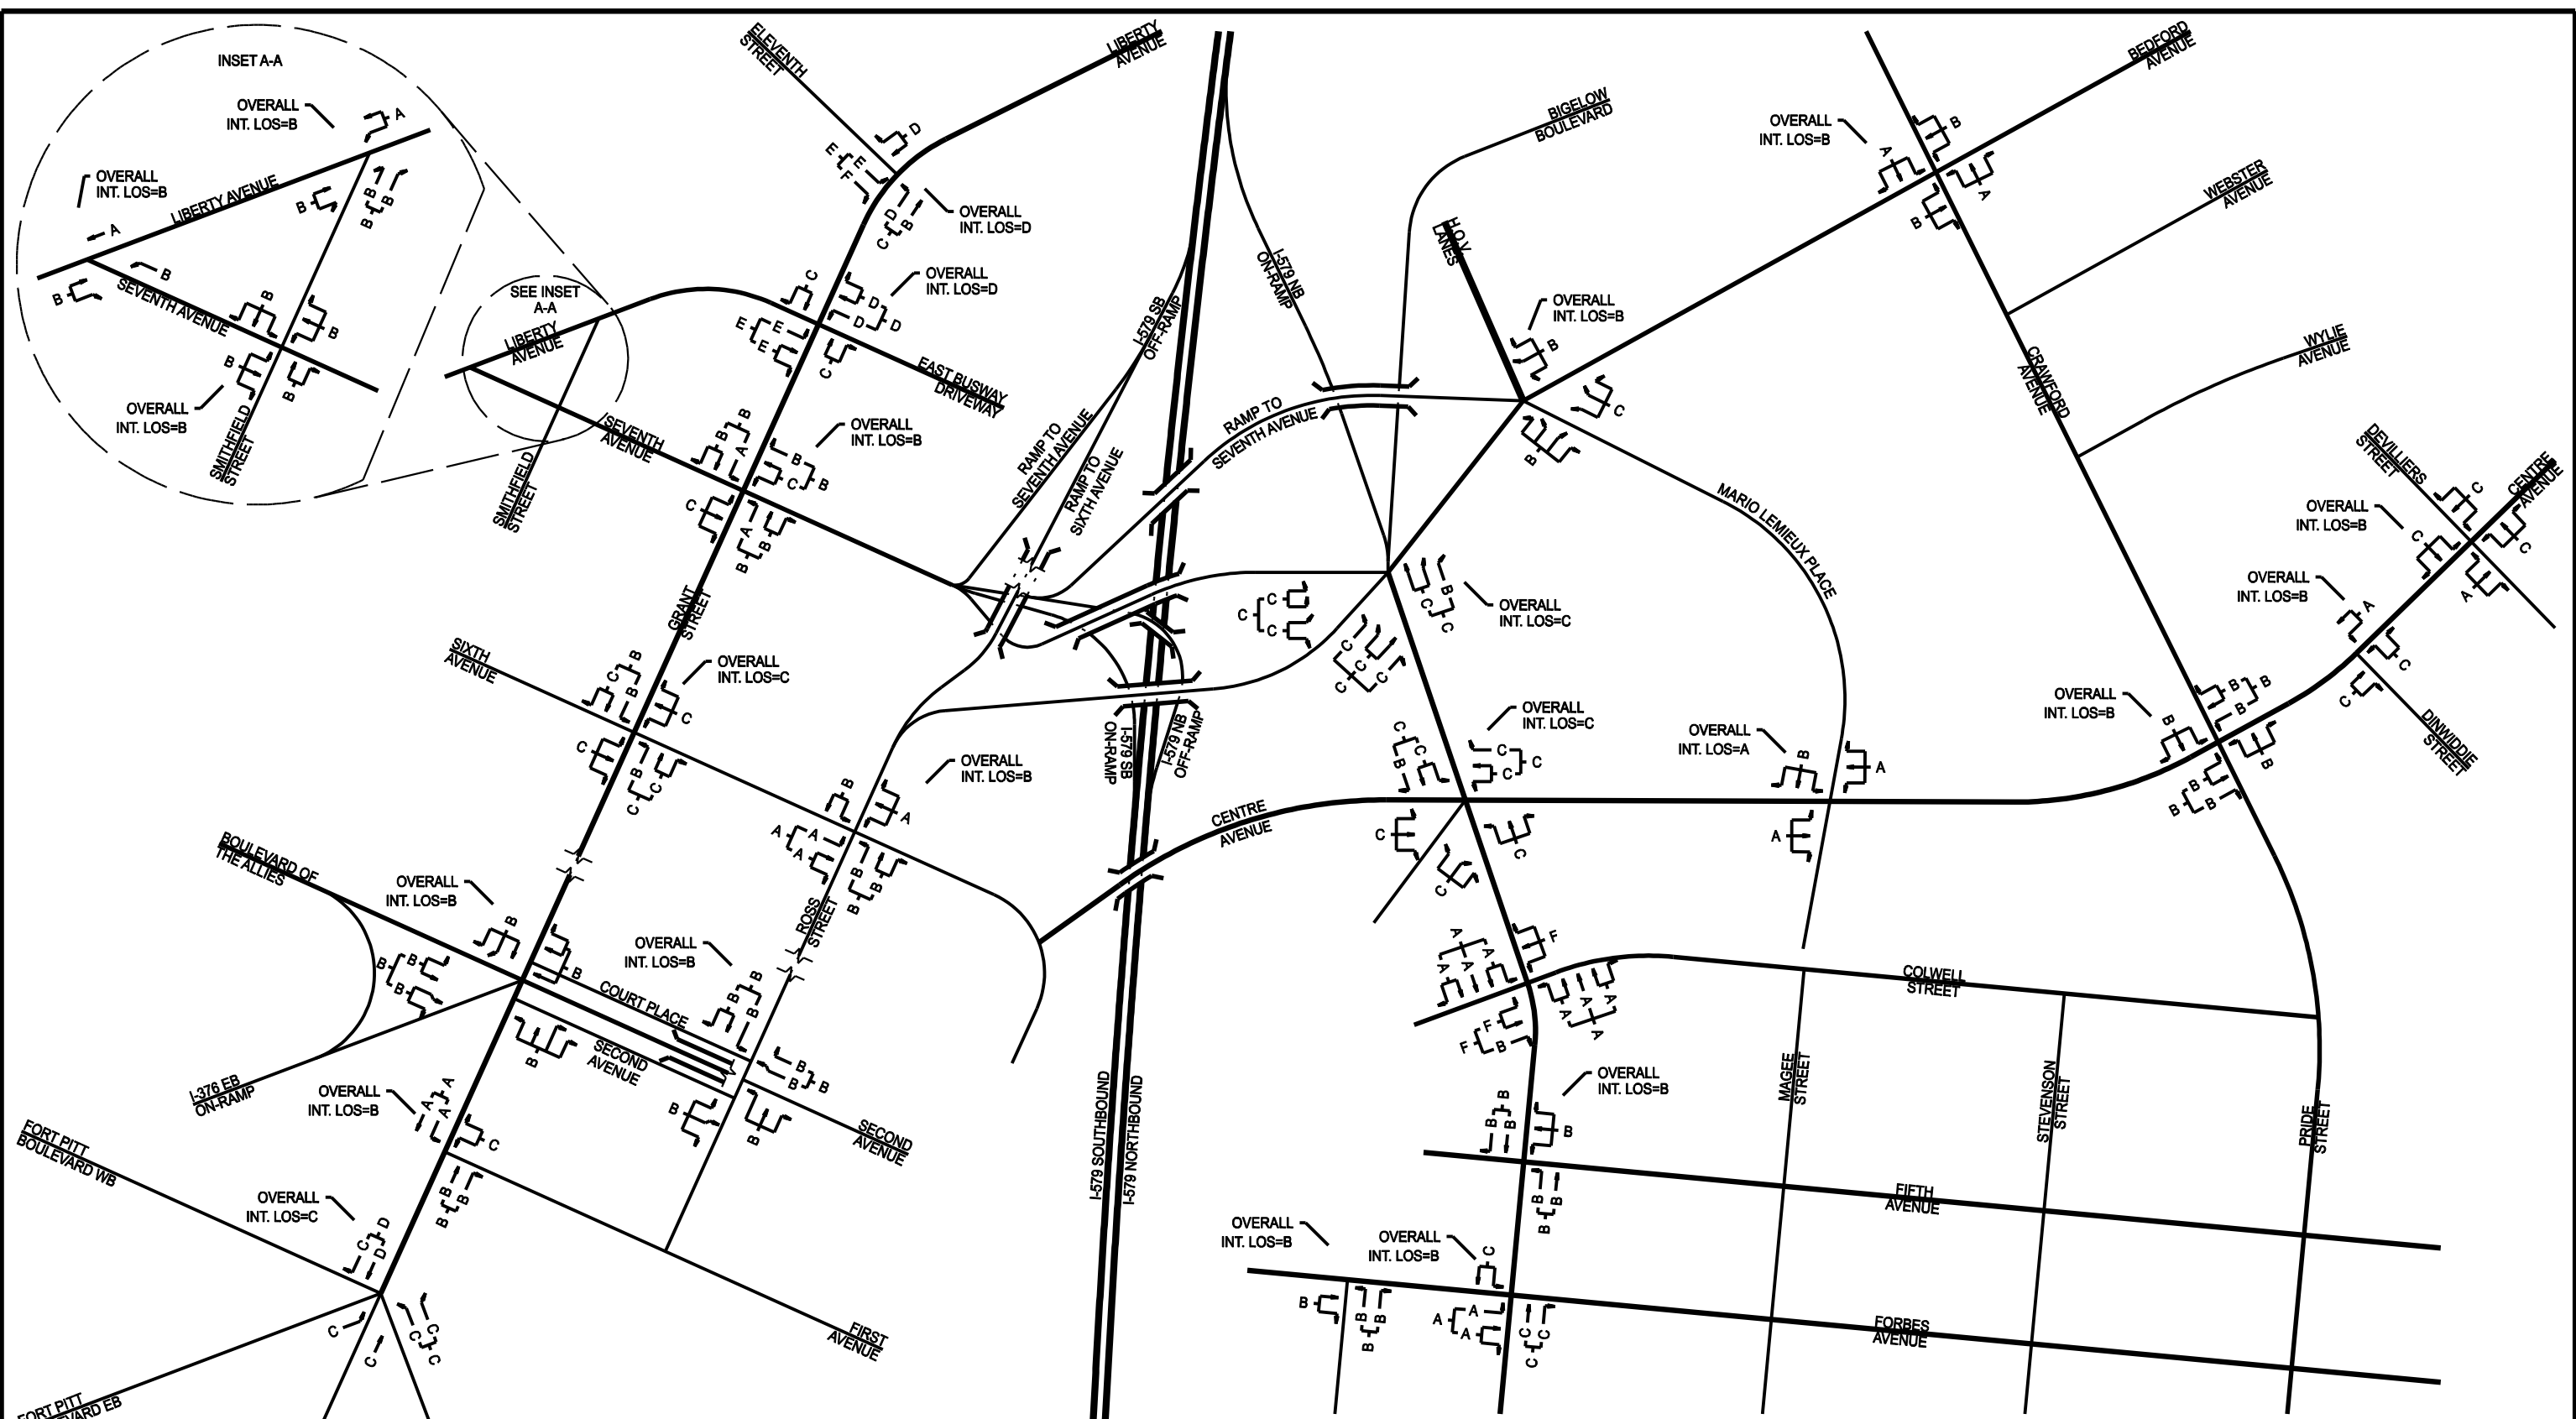 INSET A-A
OVERALL
INT. LOS=B
A
OVERALL
INT. LOS=B
LIBERTY AVENUE
A
B
B
B
B
B
B
SEVENTH AVENUE
B
B
B
B
OVERALL
INT. LOS=B
SMITHFIELD
STREET
SEE INSET
A-A
LIBERTY
AVENUE
SMITHFIELD
STREET
SEVENTH
AVENUE
ELEVENTH
STREET
LIBERTY
AVENUE
D
E
E
F
D
B
C
OVERALL
INT. LOS=D
C
OVERALL
INT. LOS=D
D
D
D
E
E
E
C
EAST BUSWAY
DRIVEWAY
B
B
A
OVERALL
INT. LOS=B
B
C
B
C
A
B
B
GRANT
STREET
SIXTH
AVENUE
B
C
B
OVERALL
INT. LOS=C
C
C
B
C
C
I-579 SB
OFF-RAMP
RAMP TO
SEVENTH AVENUE
RAMP TO
SIXTH AVENUE
I-579 NB
ON-RAMP
BIGELOW
BOULEVARD
H.O.V.
LANES
RAMP TO
SEVENTH AVENUE
OVERALL
INT. LOS=B
B
C
B
MARIO LEMIEUX PLACE
BEDFORD
AVENUE
OVERALL
INT. LOS=B
B
A
A
B
WEBSTER
AVENUE
WYLIE
AVENUE
CRAWFORD
AVENUE
DEVILLIERS
STREET
CENTRE
AVENUE
OVERALL
INT. LOS=B
C
C
C
A
OVERALL
INT. LOS=B
A
C
C
DINWIDDIE
STREET
OVERALL
INT. LOS=B
B
B
B
B
B
B
B
B
C
C
C
C
C
C
C
B
C
C
OVERALL
INT. LOS=C
I-579 SB
ON-RAMP
I-579 NB
OFF-RAMP
OVERALL
INT. LOS=C
C
C
B
C
C
C
C
C
C
OVERALL
INT. LOS=A
B
A
A
CENTRE
AVENUE
OVERALL
INT. LOS=B
B
A
A
A
A
B
B
B
ROSS
STREET
BOULEVARD OF
THE ALLIES
OVERALL
INT. LOS=B
B
B
B
B
B
B
COURT PLACE
SECOND
AVENUE
OVERALL
INT. LOS=B
B
B
B
B
B
B
B
B
SECOND
AVENUE
I-376 EB
ON-RAMP
OVERALL
INT. LOS=B
A
A
A
C
B
B
B
FORT PITT
BOULEVARD WB
OVERALL
INT. LOS=C
D
C
D
C
C
C
C
C
FIRST
AVENUE
FORT PITT
I-579 SOUTHBOUND
I-579 NORTHBOUND
A
A
A
A
F
A
A
A
A
F
F
B
COLWELL
STREET
MAGEE
STREET
STEVENSON
STREET
PRIDE
STREET
OVERALL
INT. LOS=B
B
B
B
B
B
B
B
FIFTH
AVENUE
OVERALL
INT. LOS=B
OVERALL
INT. LOS=B
C
B
B
B
B
A
A
A
C
C
C
FORBES
AVENUE